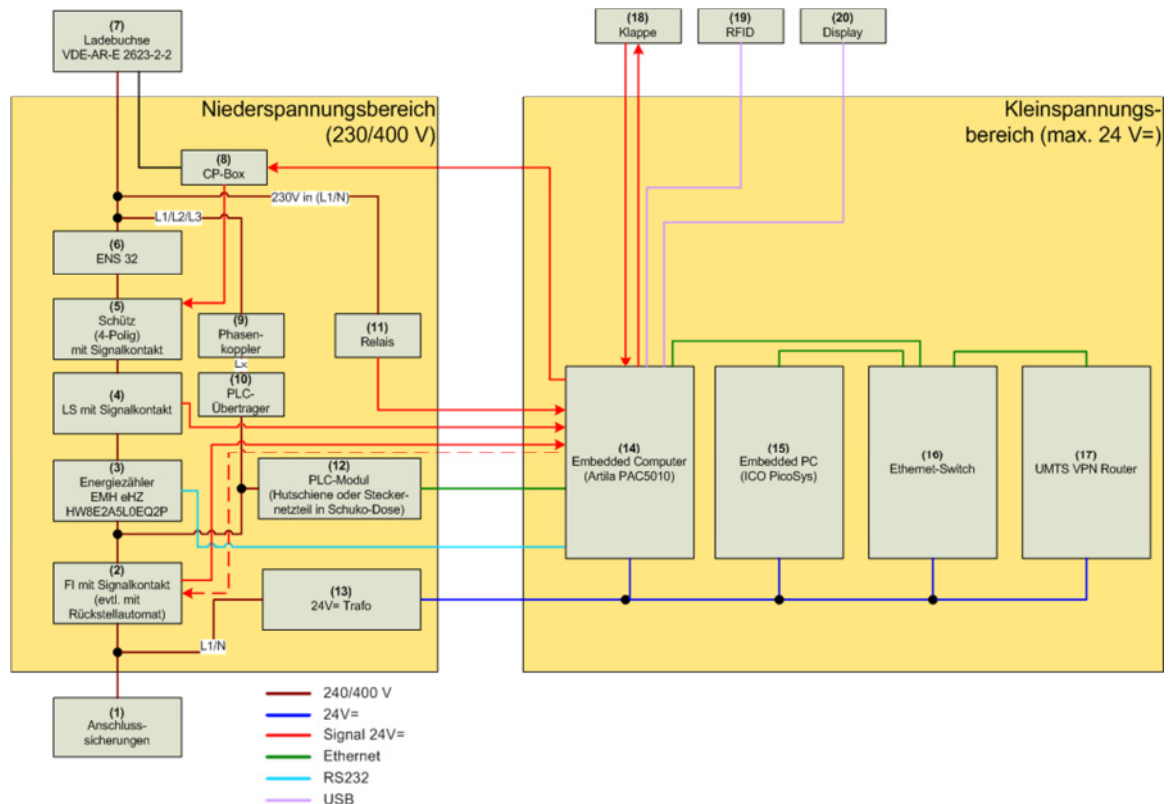 (7)
Ladebuchse
VDE-AR-E 2623-2-2
(18)
Klappe
(19)
RFID
(20)
Display
Niederspannungsbereich
(230/400 V)
Kleinspannungs-
bereich (max. 24 V=)
(8)
CP-Box
230V in (L1/N)
L1/L2/L3
(6)
ENS 32
(5)
Schütz
(4-Polig)
mit Signalkontakt
(9)
Phasen-
koppler
Lx
(11)
Relais
(4)
LS mit Signalkontakt
(10)
PLC-
Übertrager
(3)
Energiezähler
EMH eHZ
HW8E2A5L0EQ2P
(12)
PLC-Modul
(Hutschiene oder Stecker-
netzteil in Schuko-Dose)
(14)
Embedded Computer
(Artila PAC5010)
(15)
Embedded PC
(ICO PicoSys)
(16)
Ethernet-Switch
(17)
UMTS VPN Router
(2)
FI mit Signalkontakt
(evtl. mit
Rückstellautomat)
(13)
24V= Trafo
L1/N
(1)
Anschluss-
sicherungen
240/400 V
24V=
Signal 24V=
Ethernet
RS232
USB